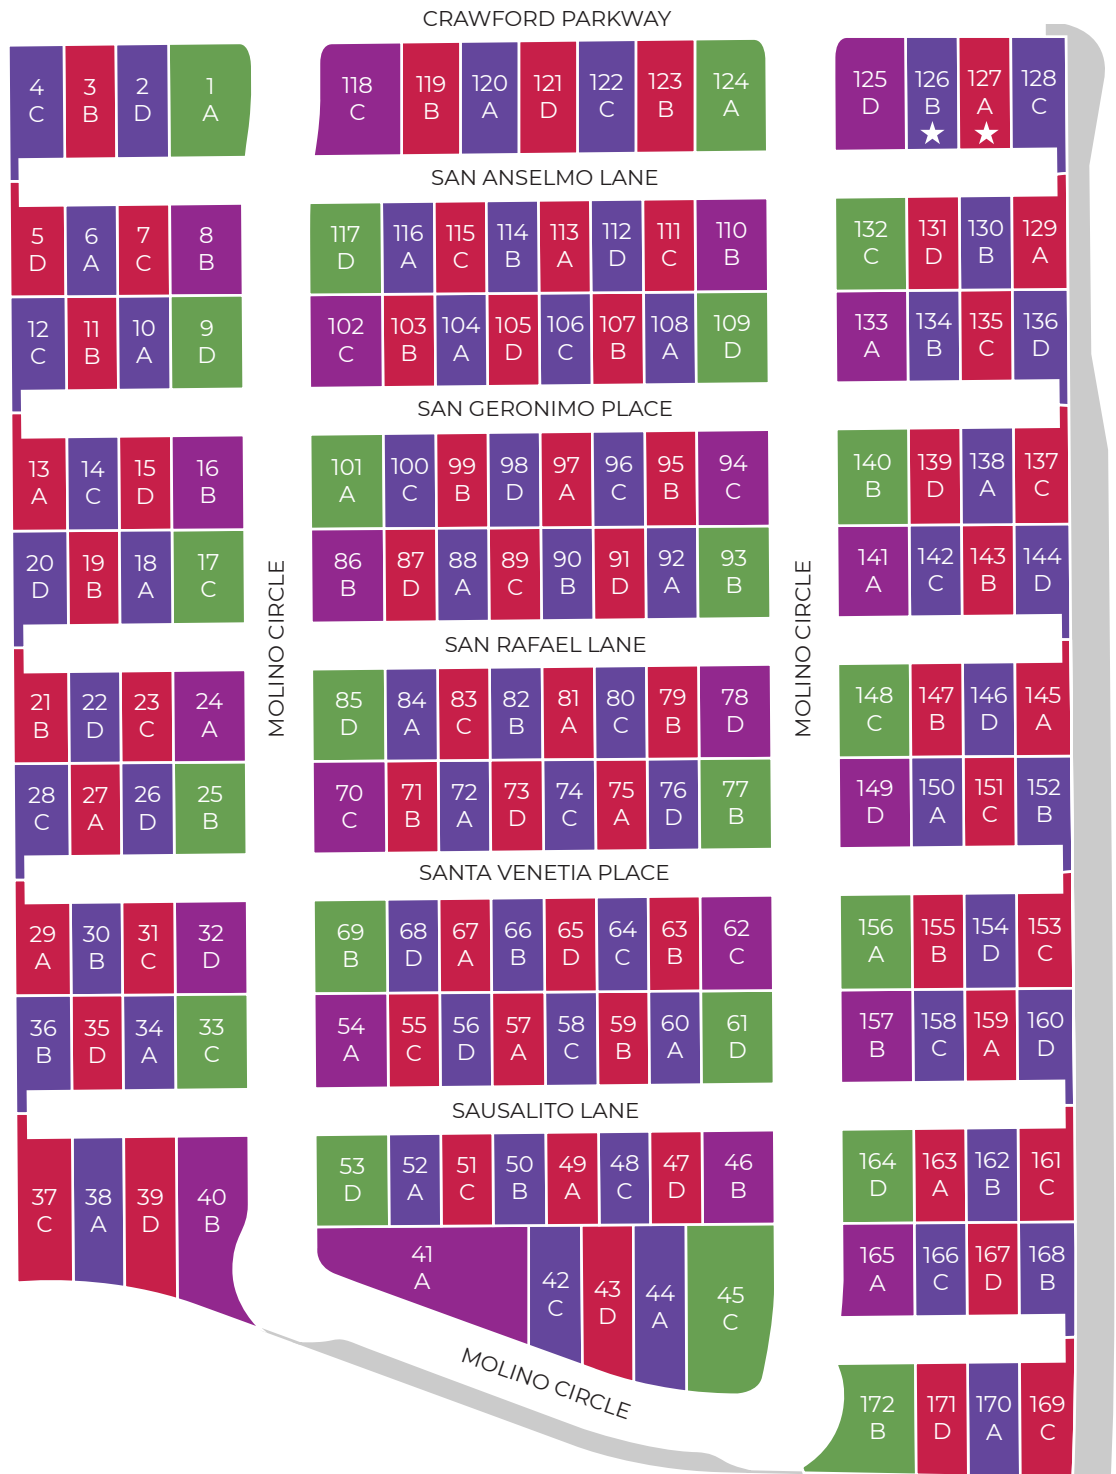 CRAWFORD PARKWAY
4 3 2 1
C B D A
118 119 120 121 122 123 124
C B A D C B A
125 126 127 128
D B A C
SAN ANSELMO LANE
5 6 7 8
D A C B
117 116 115 114 113 112 111 110
D A C B A D C B
132 131 130 129
C D B A
12 11 10 9
C B A D
102 103 104 105 106 107 108 109
C B A D C B A D
133 134 135 136
A B C D
SAN GERONIMO PLACE
13 14 15 16
A C D B
101 100 99 98 97 96 95 94
A C B D A C B C
140 139 138 137
B D A C
20 19 18 17
D B A C
86 87 88 89 90 91 92 93
B D A C B D A B
141 142 143 144
A C B D
MOLINO CIRCLE
MOLINO CIRCLE
SAN RAFAEL LANE
21 22 23 24
B D C A
85 84 83 82 81 80 79 78
D A C B A C B D
148 147 146 145
C B D A
28 27 26 25
C A D B
70 71 72 73 74 75 76 77
C B A D C A D B
149 150 151 152
D A C B
SANTA VENETIA PLACE
29 30 31 32
A B C D
69 68 67 66 65 64 63 62
B D A B D C B C
156 155 154 153
A B D C
36 35 34 33
B D A C
54 55 56 57 58 59 60 61
A C D A C B A D
157 158 159 160
B C A D
SAUSALITO LANE
37 38 39 40
C A D B
53 52 51 50 49 48 47 46
D A C B A C D B
164 163 162 161
D A B C
41 42 43 44 45
A C D A C
165 166 167 168
A C D B
MOLINO CIRCLE
172 171 170 169
B D A C